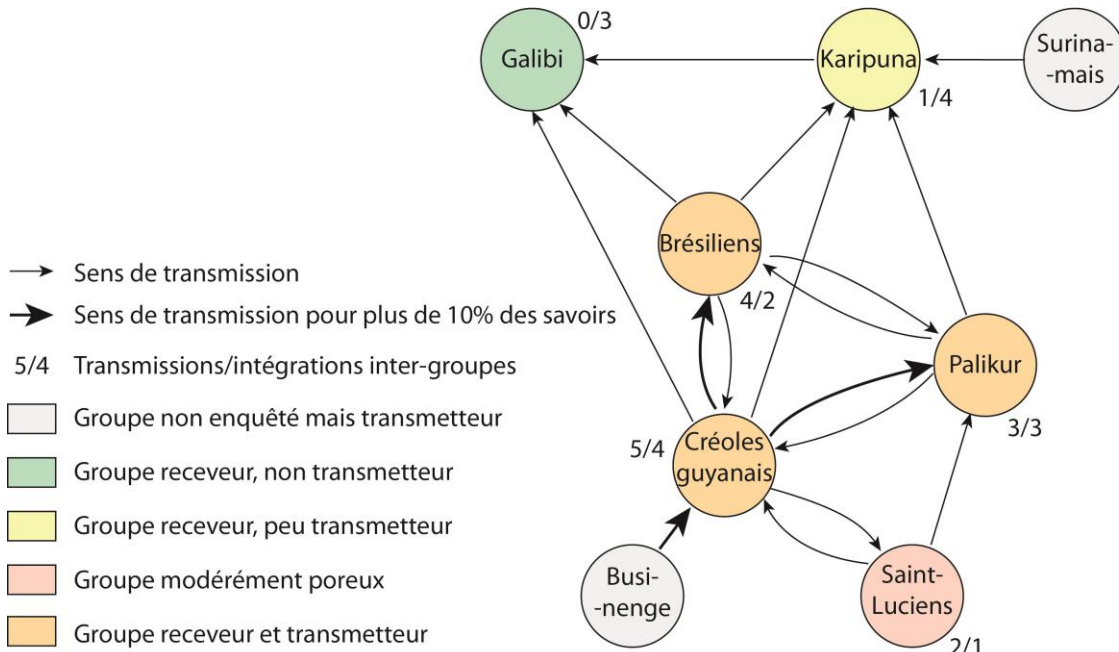 0/3
Galibi
Karipuna
1/4
Surina-
-mais
Brésiliens
4/2
Sens de transmission
Sens de transmission pour plus de 10% des savoirs
5/4 Transmissions/intégrations inter-groupes
Groupe non enquêté mais transmetteur
Groupe receveur, non transmetteur
Groupe receveur, peu transmetteur
Groupe modérément poreux
Groupe receveur et transmetteur
Palikur
3/3
5/4
Créoles
guyanais
Busi-
-nenge
Saint-
Luciens
2/1